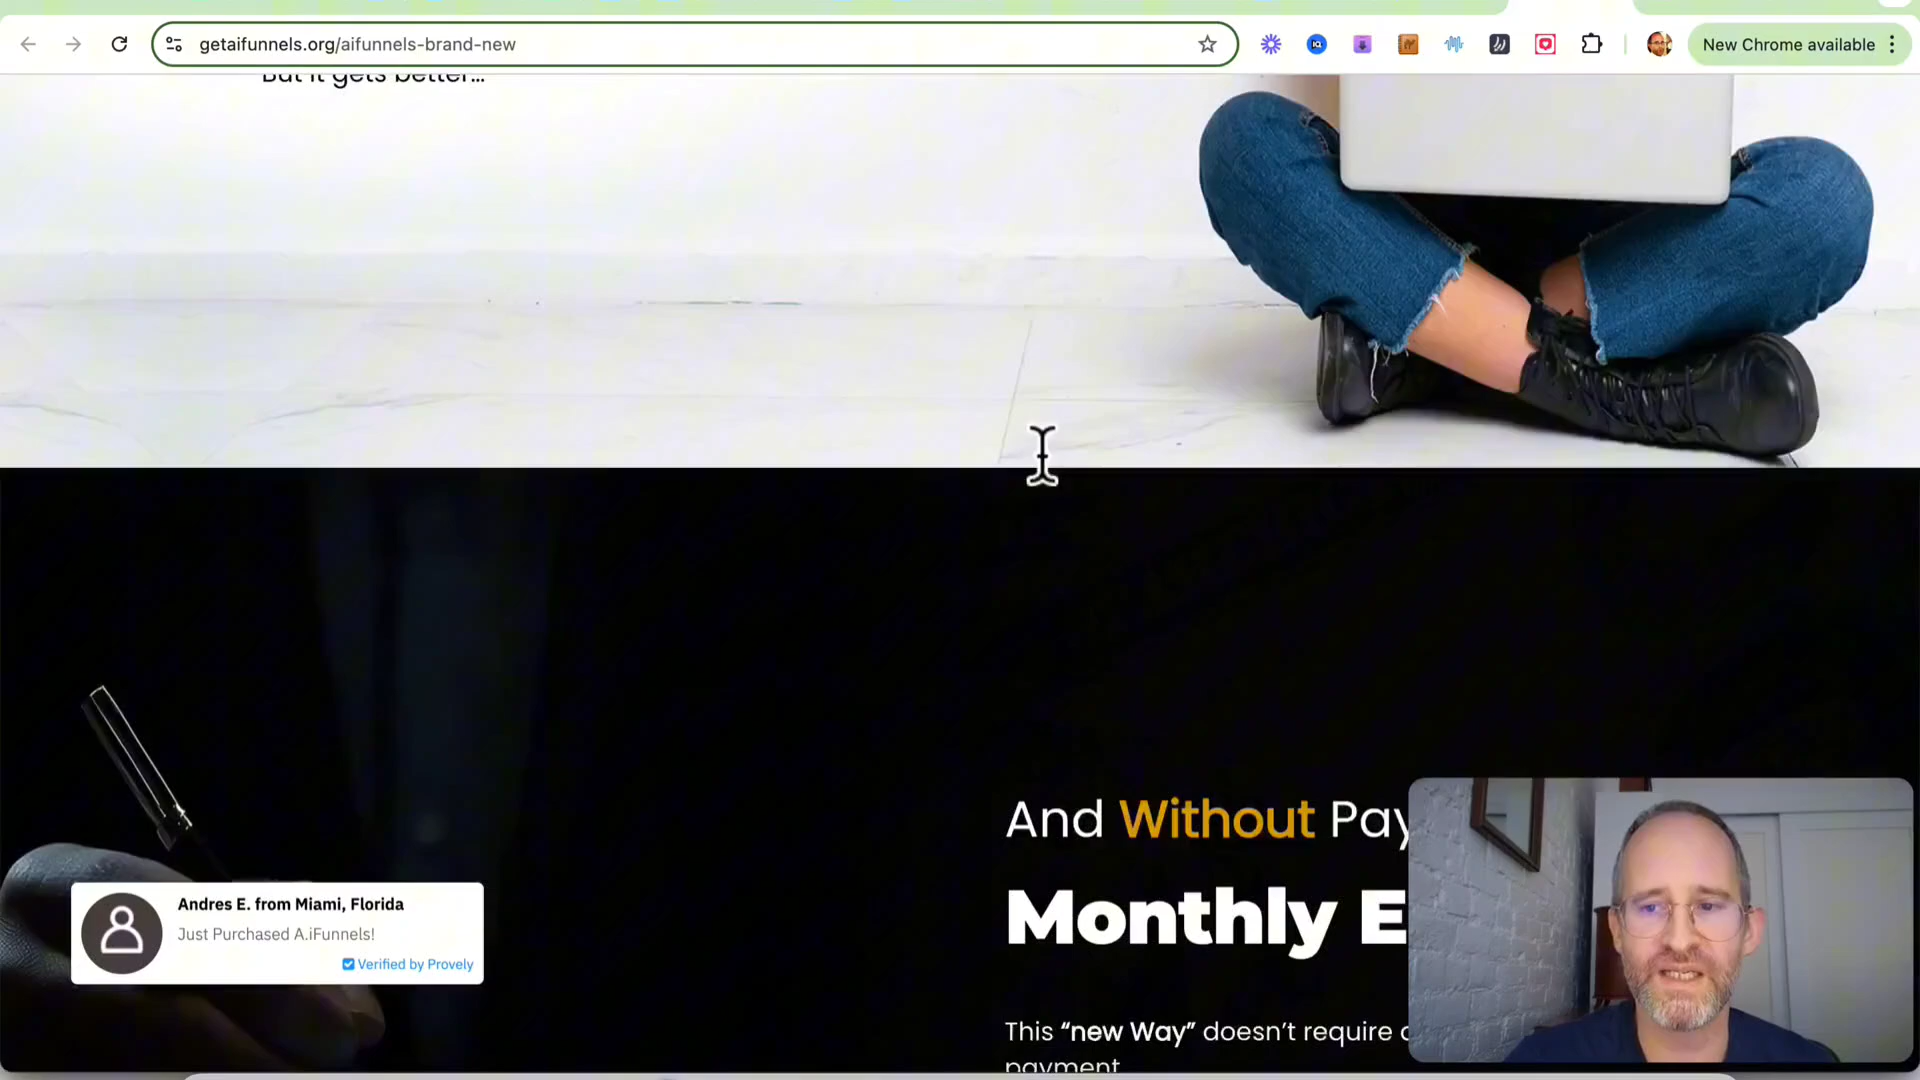 getaifunnels.org/aifunnels-brand-new
New Chrome available
But it gets better...
And Without Pay
Monthly E
This “new Way” doesn’t require
payment
Andres E. from Miami, Florida
Just Purchased A.iFunnels!
Verified by Provely